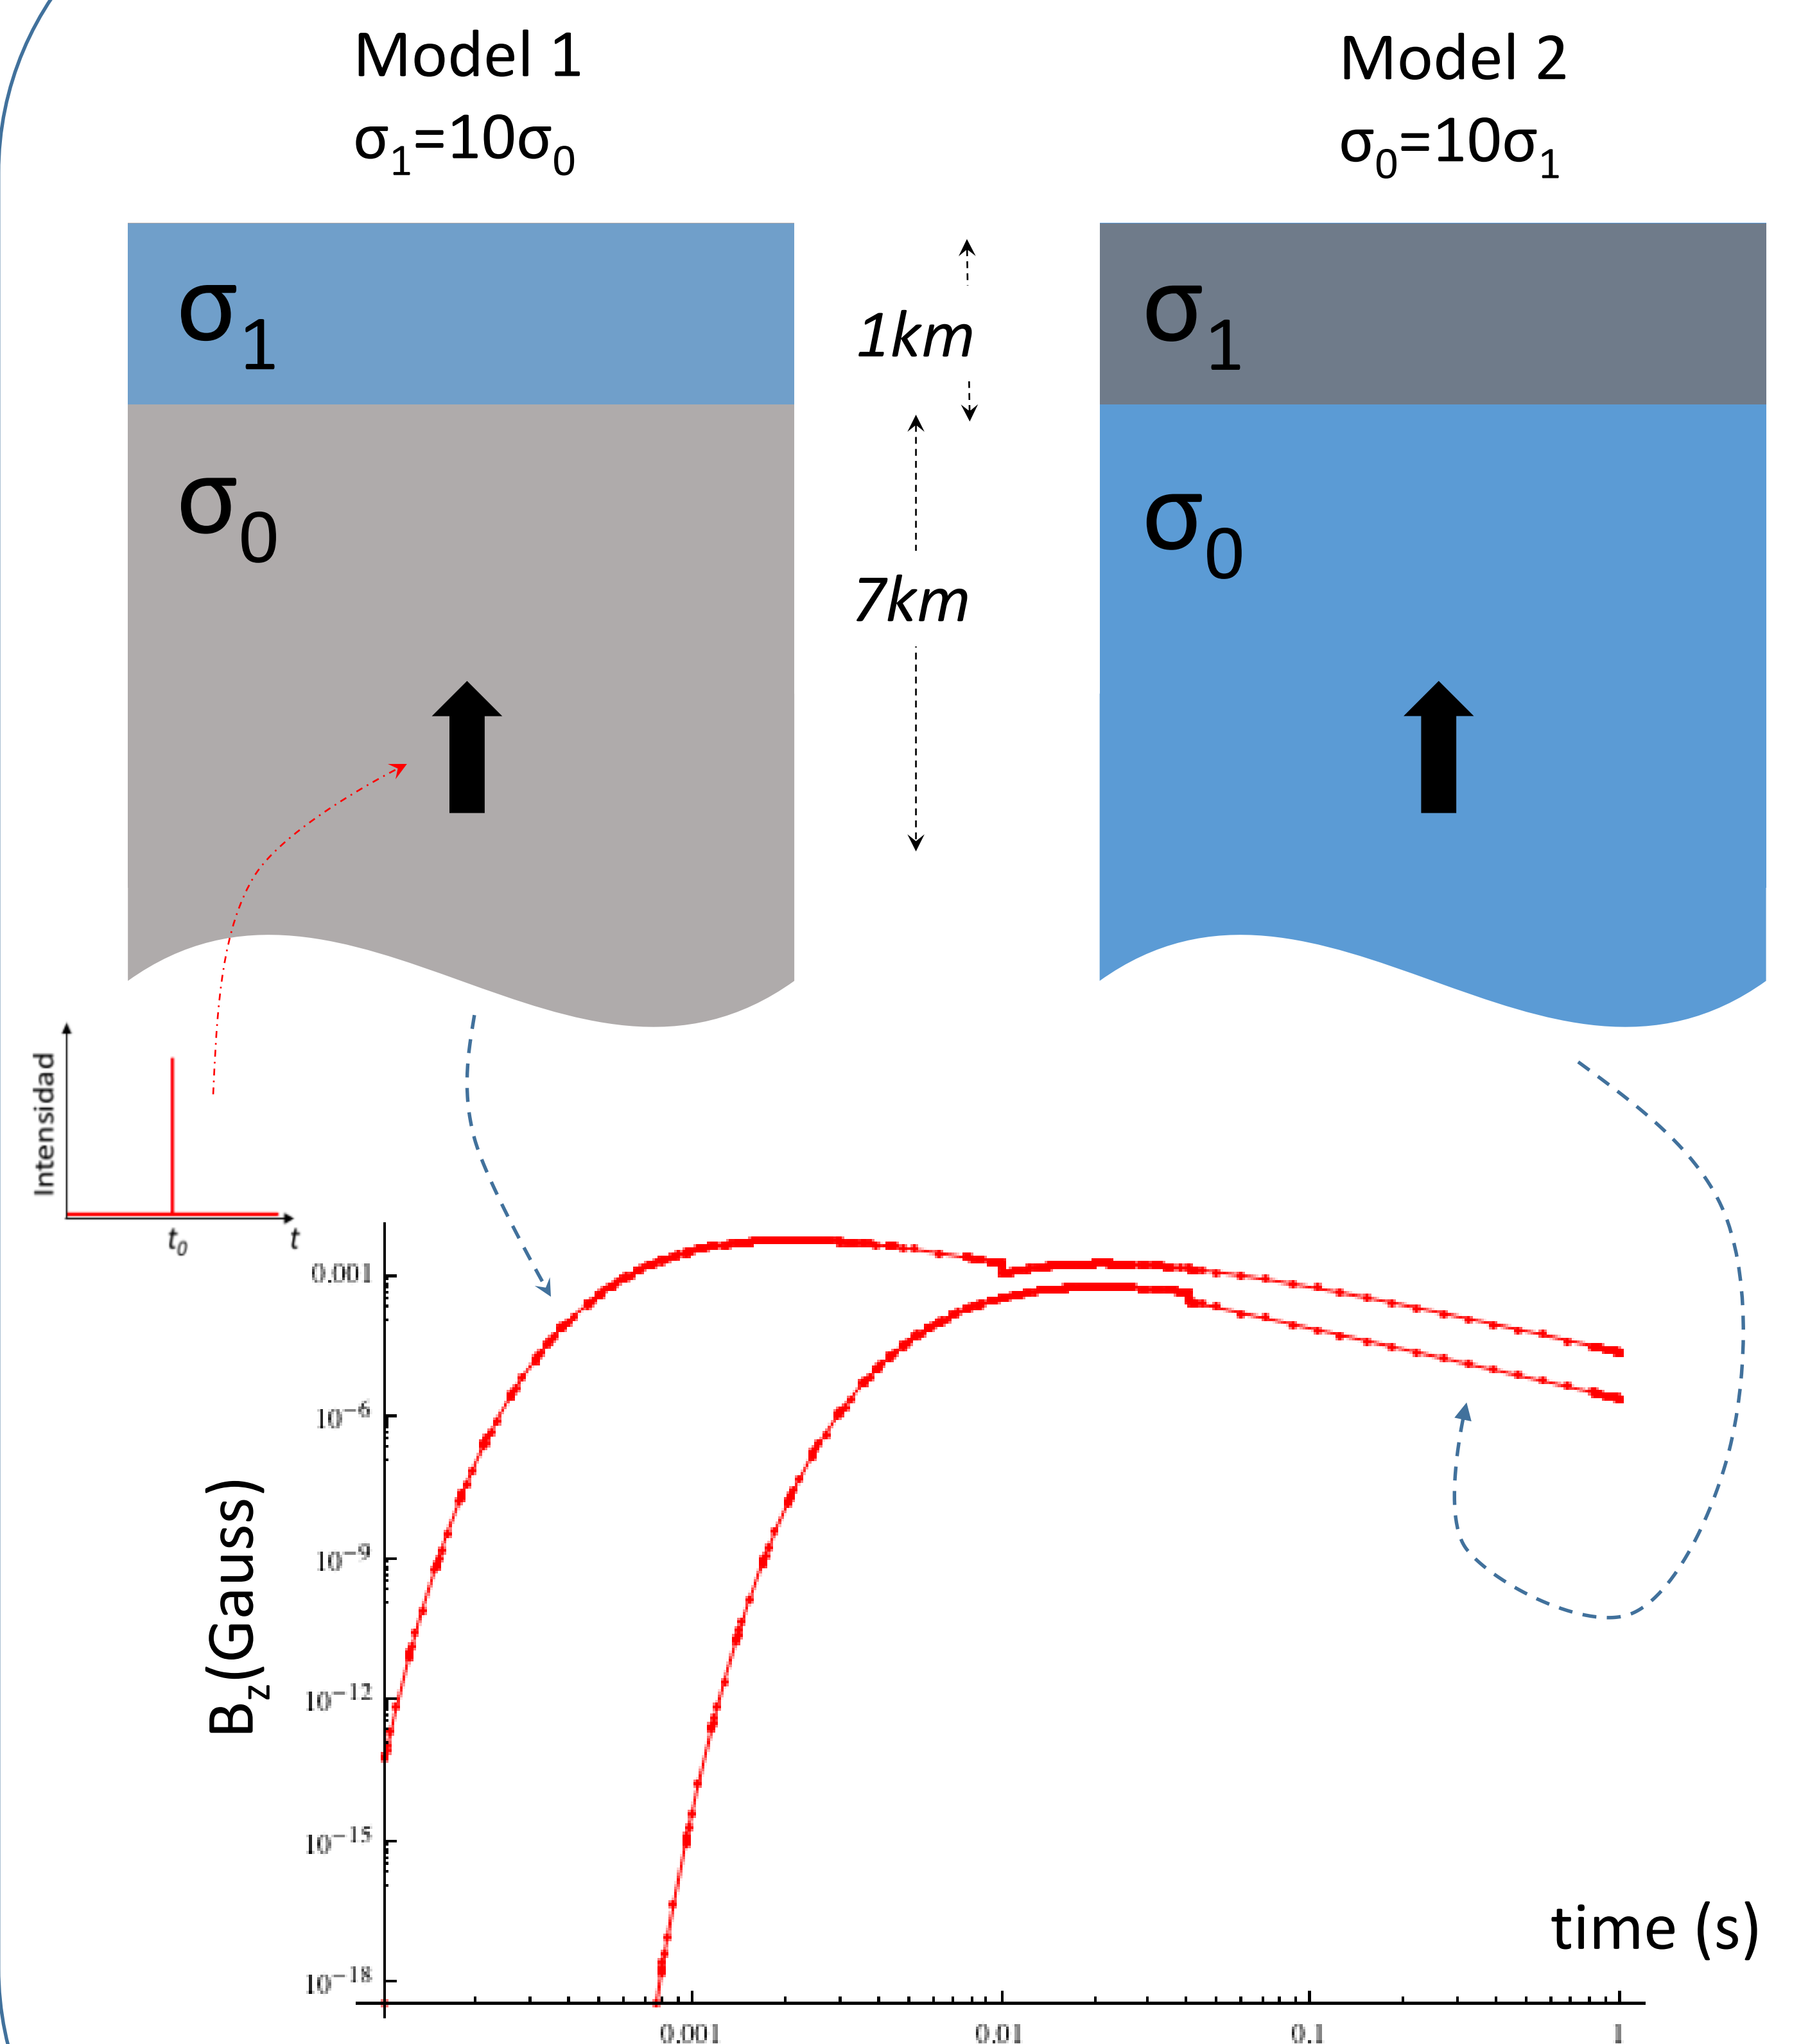 Model 1
σ₁=10σ₀
Model 2
σ₀=10σ₁
σ₁
σ₀
1km
7km
σ₁
σ₀
Intensidad
t₀
t
B_z(Gauss)
0.001
10⁻⁶
10⁻⁹
10⁻¹²
10⁻¹⁵
10⁻¹⁸
time (s)
0.001
0.01
0.1
1